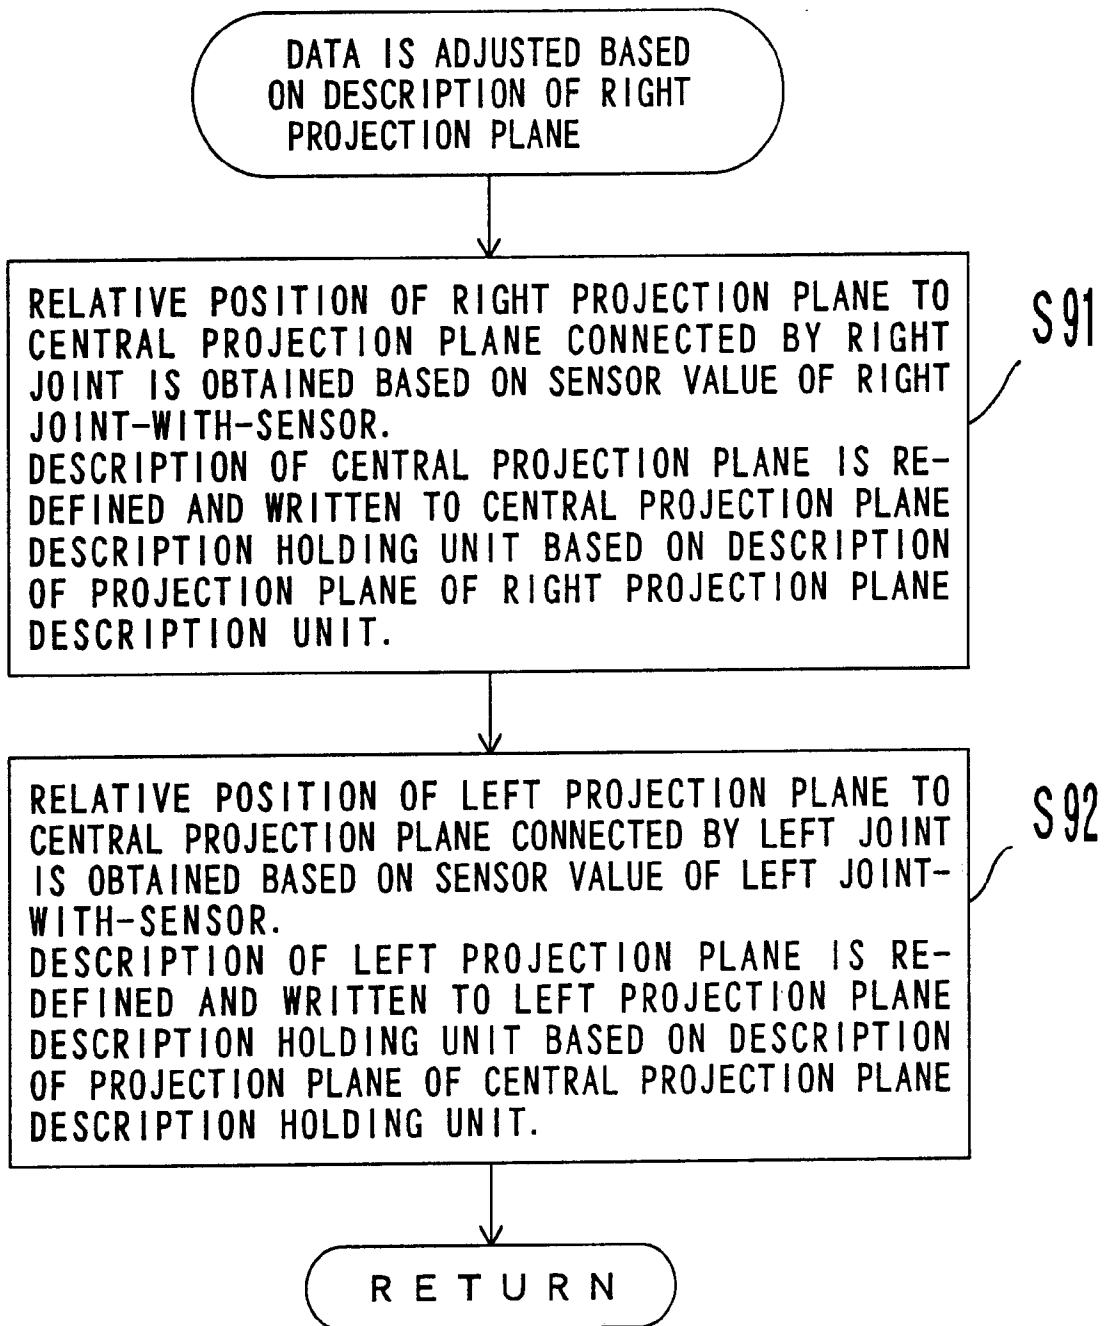 DATA IS ADJUSTED BASED
ON DESCRIPTION OF RIGHT
PROJECTION PLANE
RELATIVE POSITION OF RIGHT PROJECTION PLANE TO
CENTRAL PROJECTION PLANE CONNECTED BY RIGHT
JOINT IS OBTAINED BASED ON SENSOR VALUE OF RIGHT
JOINT-WITH-SENSOR.
DESCRIPTION OF CENTRAL PROJECTION PLANE IS RE-
DEFINED AND WRITTEN TO CENTRAL PROJECTION PLANE
DESCRIPTION HOLDING UNIT BASED ON DESCRIPTION
OF PROJECTION PLANE OF RIGHT PROJECTION PLANE
DESCRIPTION UNIT.
S91
RELATIVE POSITION OF LEFT PROJECTION PLANE TO
CENTRAL PROJECTION PLANE CONNECTED BY LEFT JOINT
IS OBTAINED BASED ON SENSOR VALUE OF LEFT JOINT-
WITH-SENSOR.
DESCRIPTION OF LEFT PROJECTION PLANE IS RE-
DEFINED AND WRITTEN TO LEFT PROJECTION PLANE
DESCRIPTION HOLDING UNIT BASED ON DESCRIPTION
OF PROJECTION PLANE OF CENTRAL PROJECTION PLANE
DESCRIPTION HOLDING UNIT.
S92
RETURN